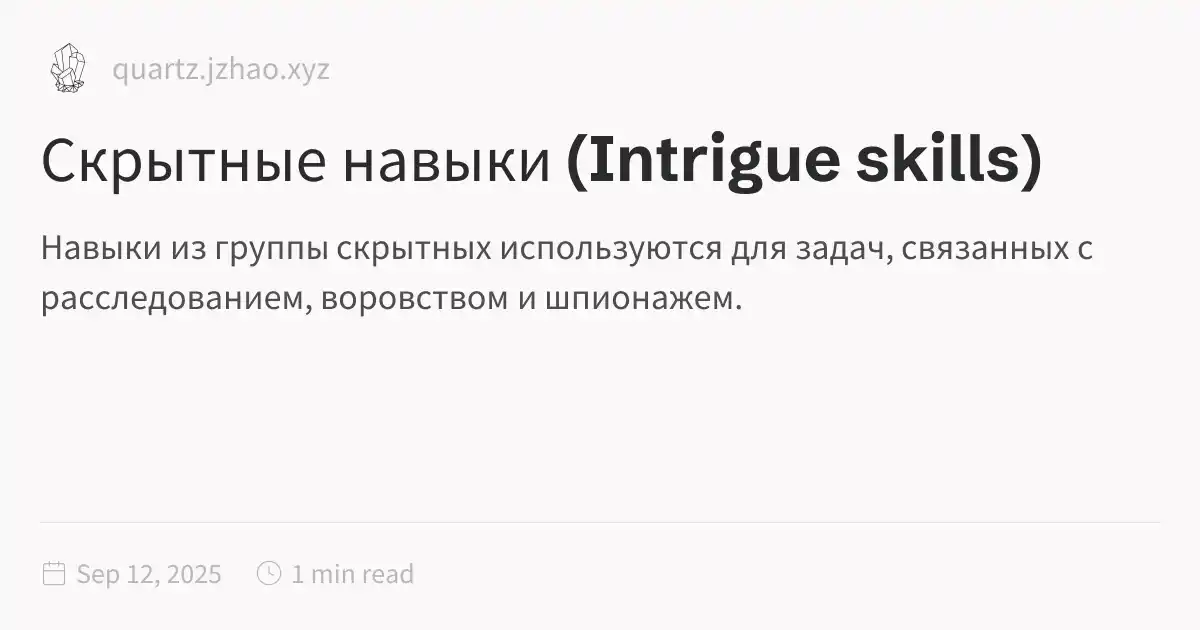 quartz.jzhao.xyz
Скрытные навыки (Intrigue skills)
Навыки из группы скрытных используются для задач, связанных с
расследованием, воровством и шпионажем.
Sep 12, 2025 1 min read